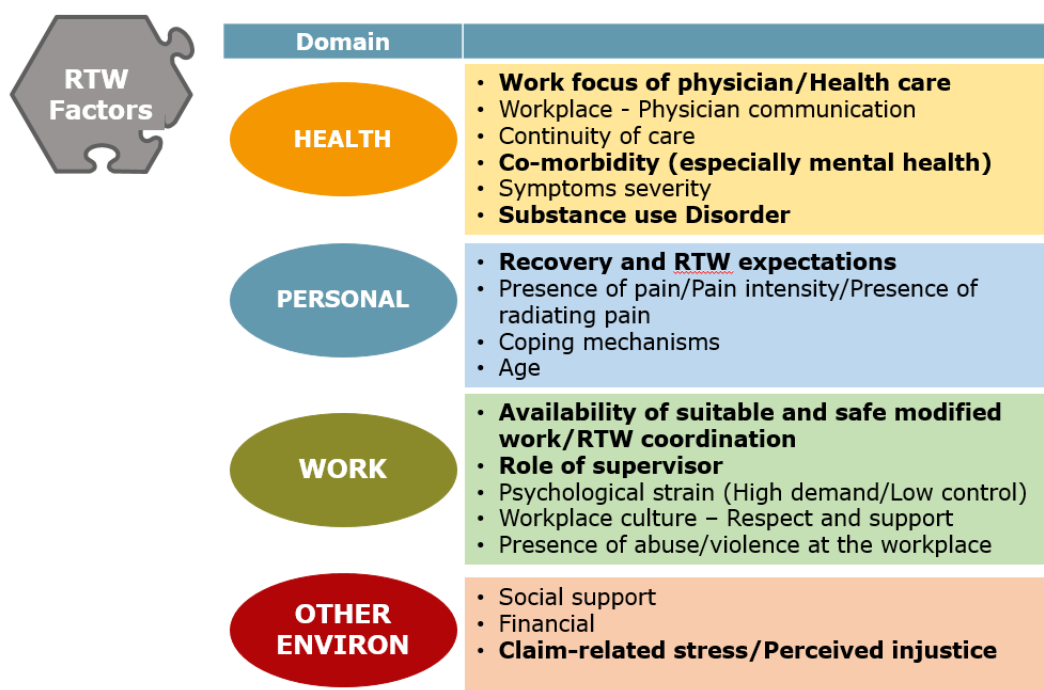 RTW
Factors
Domain
HEALTH
• Work focus of physician/Health care
• Workplace - Physician communication
• Continuity of care
• Co-morbidity (especially mental health)
• Symptoms severity
• Substance use Disorder
PERSONAL
• Recovery and RTW expectations
• Presence of pain/Pain intensity/Presence of
radiating pain
• Coping mechanisms
• Age
WORK
• Availability of suitable and safe modified
work/RTW coordination
• Role of supervisor
• Psychological strain (High demand/Low control)
• Workplace culture – Respect and support
• Presence of abuse/violence at the workplace
OTHER
ENVIRON
• Social support
• Financial
• Claim-related stress/Perceived injustice